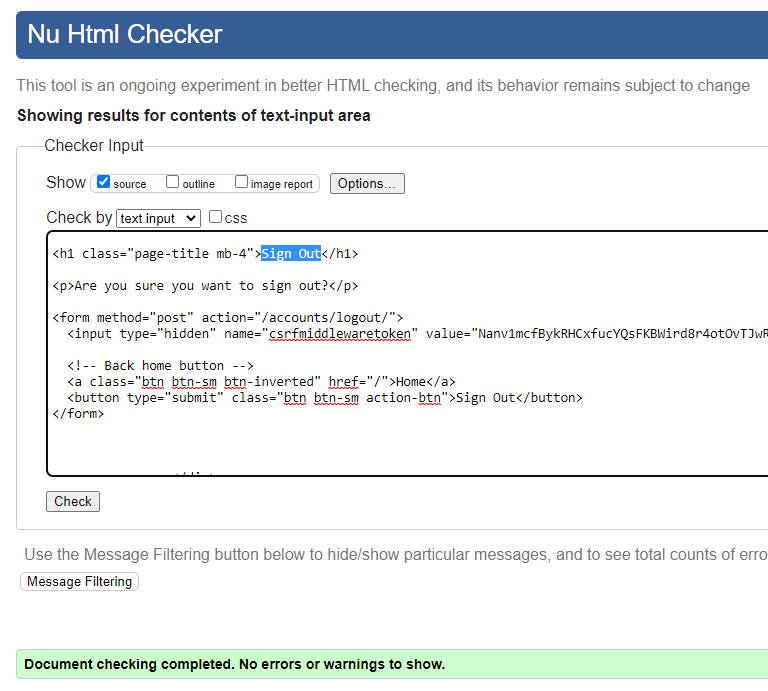 Nu Html Checker
This tool is an ongoing experiment in better HTML checking, and its behavior remains subject to change
Showing results for contents of text-input area
Checker Input
Show source outline image report Options...
Check by text input css
<h1 class="page-title mb-4">Sign Out</h1>
<p>Are you sure you want to sign out?</p>
<form method="post" action="/accounts/logout/">
<input type="hidden" name="csrfmiddlewaretoken" value="Nanv1mcfBykRHCxfucYQsFKBWird8r4otOvTJwR
<!-- Back home button -->
<a class="btn btn-sm btn-inverted" href="/">Home</a>
<button type="submit" class="btn btn-sm action-btn">Sign Out</button>
</form>
Check
Use the Message Filtering button below to hide/show particular messages, and to see total counts of erro
Message Filtering
Document checking completed. No errors or warnings to show.